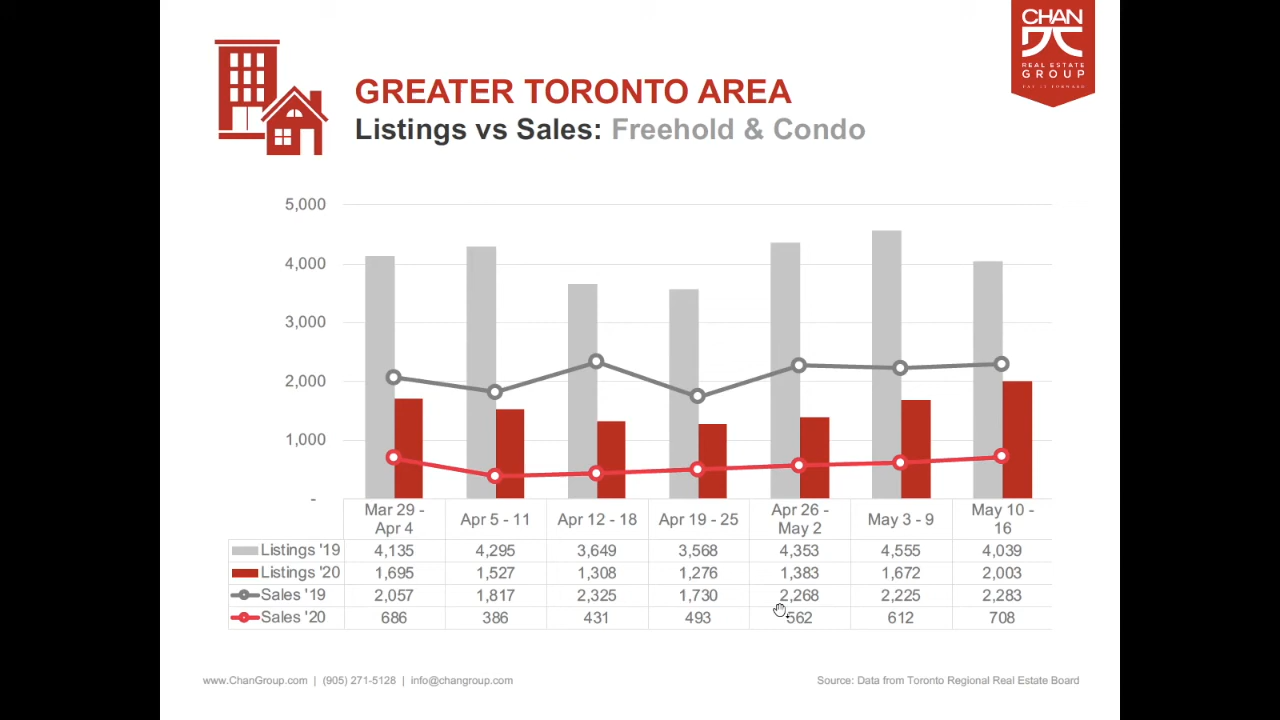 CHAN
REAL ESTATE
GROUP
PAY IT FORWARD
GREATER TORONTO AREA
Listings vs Sales: Freehold & Condo
5,000
4,000
3,000
2,000
1,000
-
Mar 29 - Apr 4 Apr 5 - 11 Apr 12 - 18 Apr 19 - 25 Apr 26 - May 2 May 3 - 9 May 10 - 16
Listings '19 4,135 4,295 3,649 3,568 4,353 4,555 4,039
Listings '20 1,695 1,527 1,308 1,276 1,383 1,672 2,003
Sales '19 2,057 1,817 2,325 1,730 2,268 2,225 2,283
Sales '20 686 386 431 493 562 612 708
www.ChanGroup.com | (905) 271-5128 | info@changroup.com
Source: Data from Toronto Regional Real Estate Board